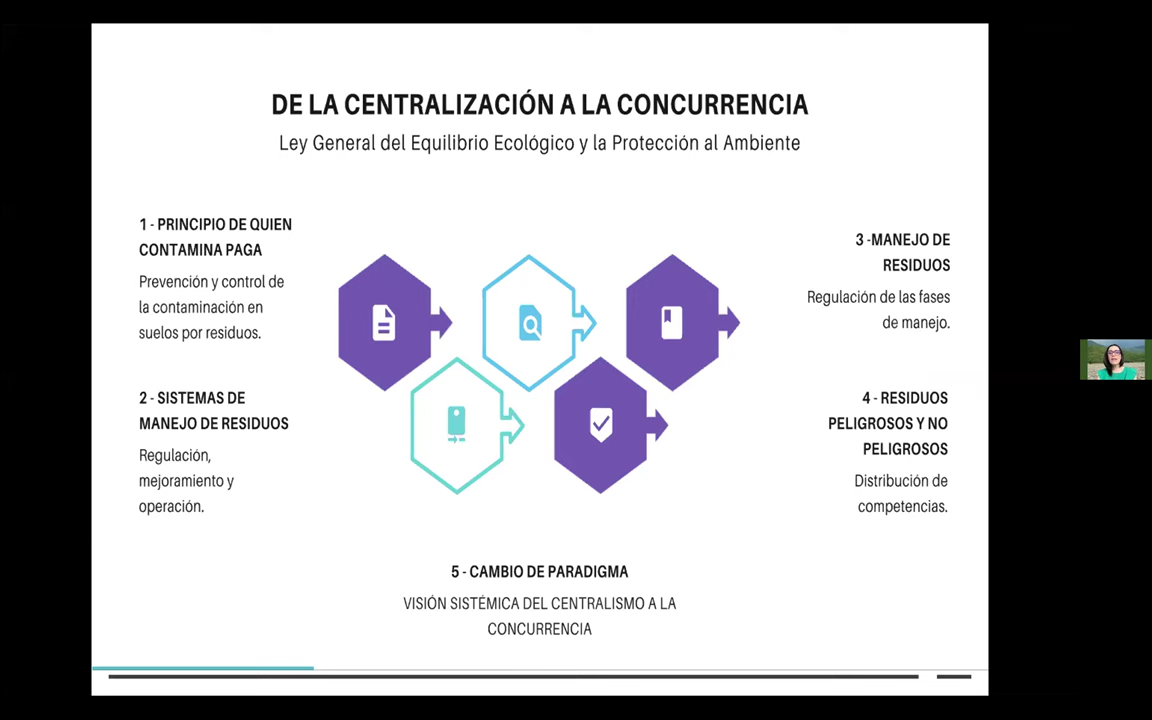 DE LA CENTRALIZACIÓN A LA CONCURRENCIA
Ley General del Equilibrio Ecológico y la Protección al Ambiente
1 - PRINCIPIO DE QUIEN
CONTAMINA PAGA
Prevención y control de
la contaminación en
suelos por residuos.
2 - SISTEMAS DE
MANEJO DE RESIDUOS
Regulación,
mejoramiento y
operación.
3 -MANEJO DE
RESIDUOS
Regulación de las fases
de manejo.
4 - RESIDUOS
PELIGROSOS Y NO
PELIGROSOS
Distribución de
competencias.
5 - CAMBIO DE PARADIGMA
VISIÓN SISTÉMICA DEL CENTRALISMO A LA
CONCURRENCIA